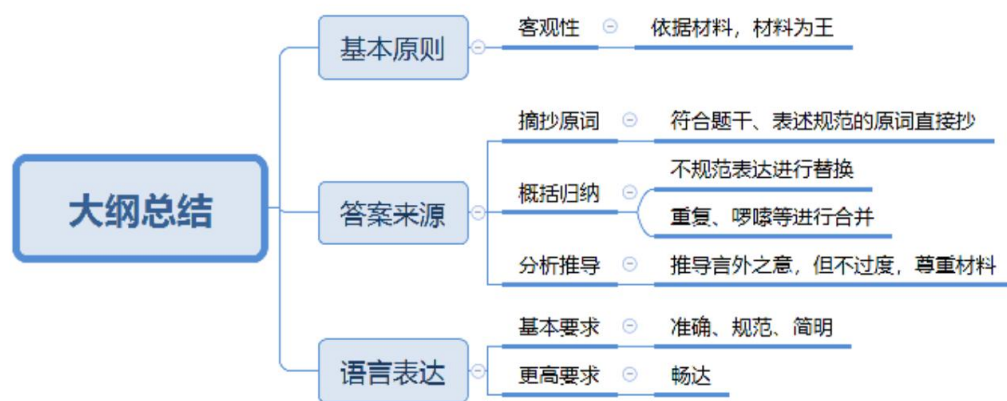 大纲总结
基本原则
客观性
依据材料，材料为王
答案来源
摘抄原词
符合题干、表述规范的原词直接抄
概括归纳
不规范表达进行替换
重复、啰嗦等进行合并
分析推导
推导言外之意，但不过度，尊重材料
语言表达
基本要求
准确、规范、简明
更高要求
畅达